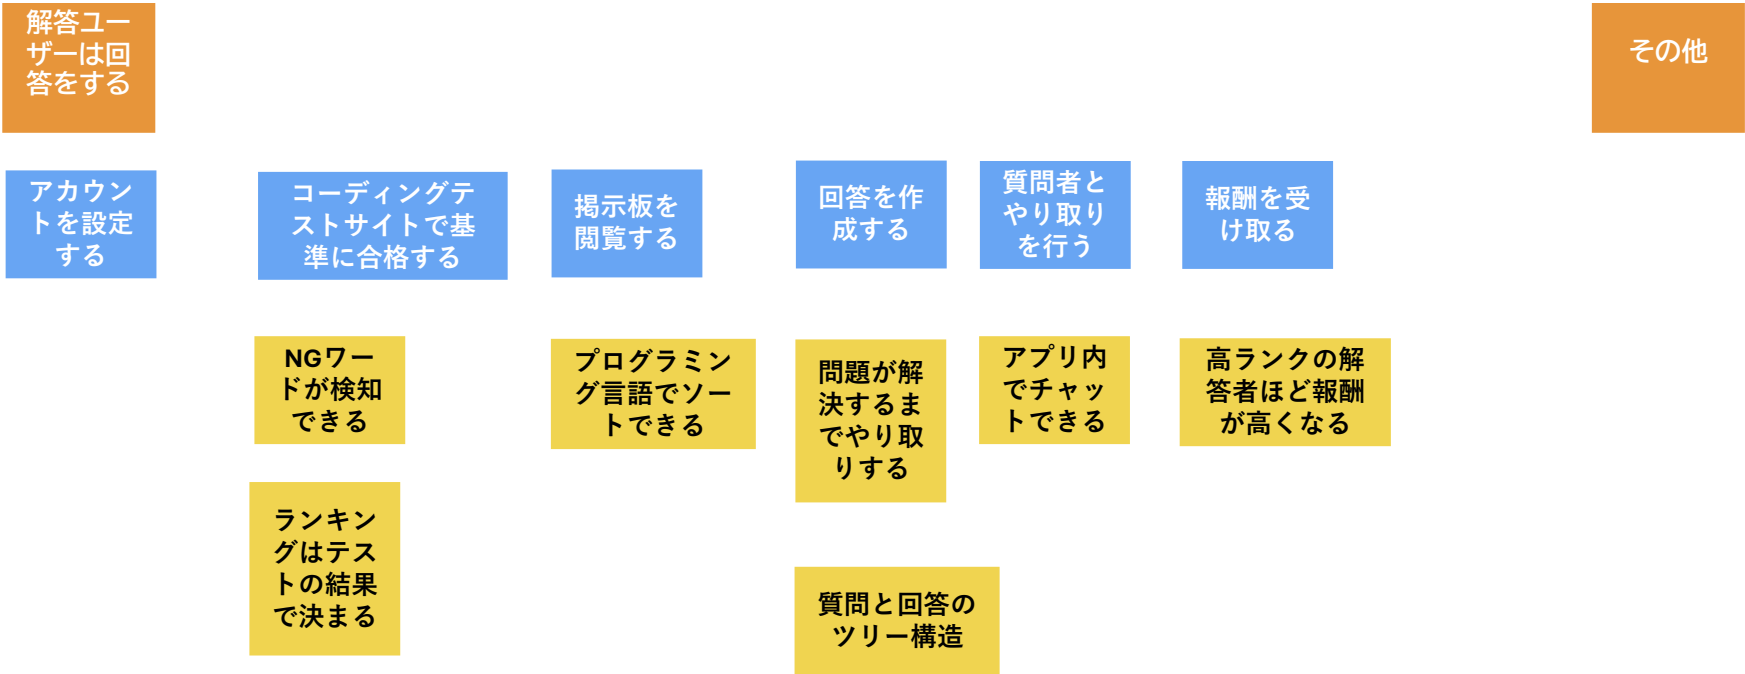 解答ユー
ザーは回
答をする
その他
アカウン
トを設定
する
コーディングテ
ストサイトで基
準に合格する
掲示板を
閲覧する
回答を作
成する
質問者と
やり取り
を行う
報酬を受
け取る
NGワー
ドが検知
できる
プログラミン
グ言語でソー
トできる
問題が解
決するま
でやり取
りする
アプリ内
でチャッ
トできる
高ランクの解
答者ほど報酬
が高くなる
ランキン
グはテス
トの結果
で決まる
質問と回答の
ツリー構造